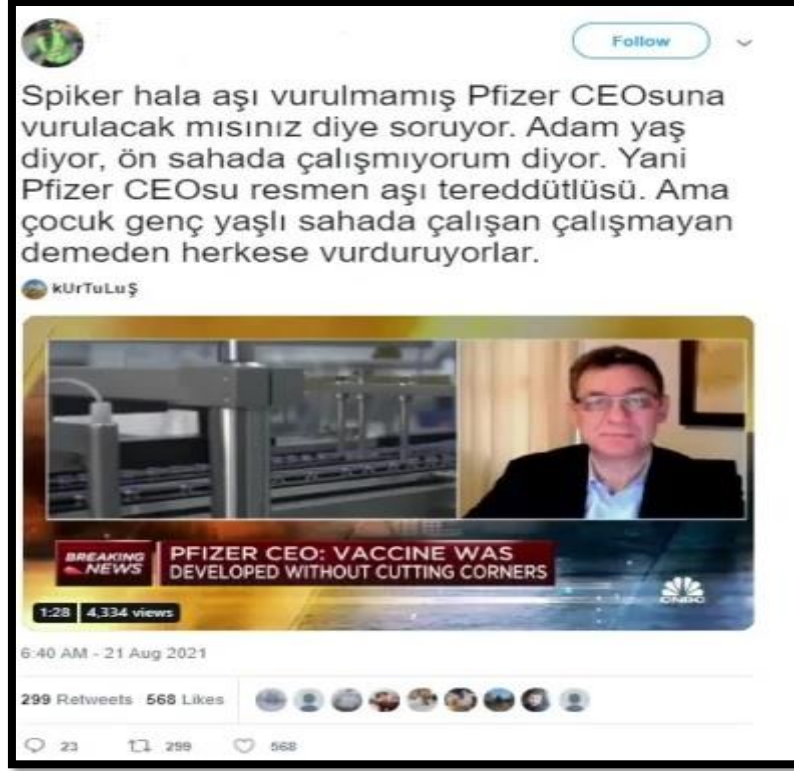 Follow
Spiker hala aşı vurulmamış Pfizer CEOsuna
vurulacak mısınız diye soruyor. Adam yaş
diyor, ön sahada çalışmıyorum diyor. Yani
Pfizer CEOsu resmen aşı tereddütlüsü. Ama
çocuk genç yaşlı sahada çalışan çalışmayan
demeden herkese vurduruyorlar.
kUrTuLuŞ
BREAKING
NEWS
PFIZER CEO: VACCINE WAS
DEVELOPED WITHOUT CUTTING CORNERS
CNBC
1:28 4,334 views
6:40 AM - 21 Aug 2021
299 Retweets 568 Likes
23 299 568